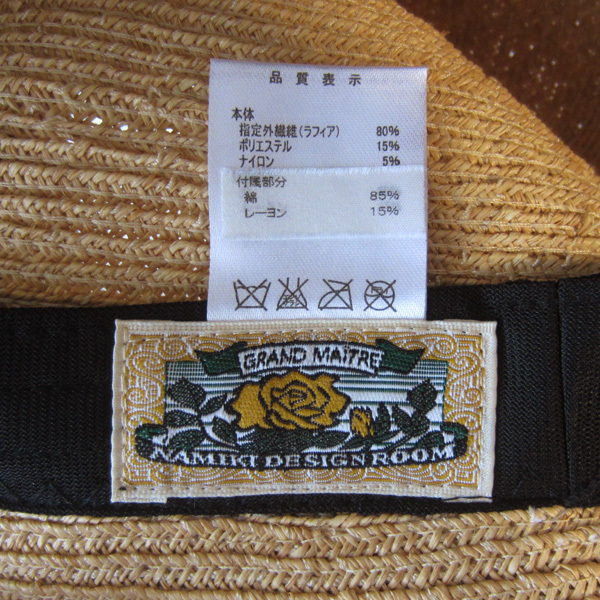 品質表示
本体
指定外繊維(ラフィア) 80%
ポリエステル 15%
ナイロン 5%
付属部分
綿 85%
レーヨン 15%
GRAND MAÎTRE
NAMIKI DESIGN ROOM